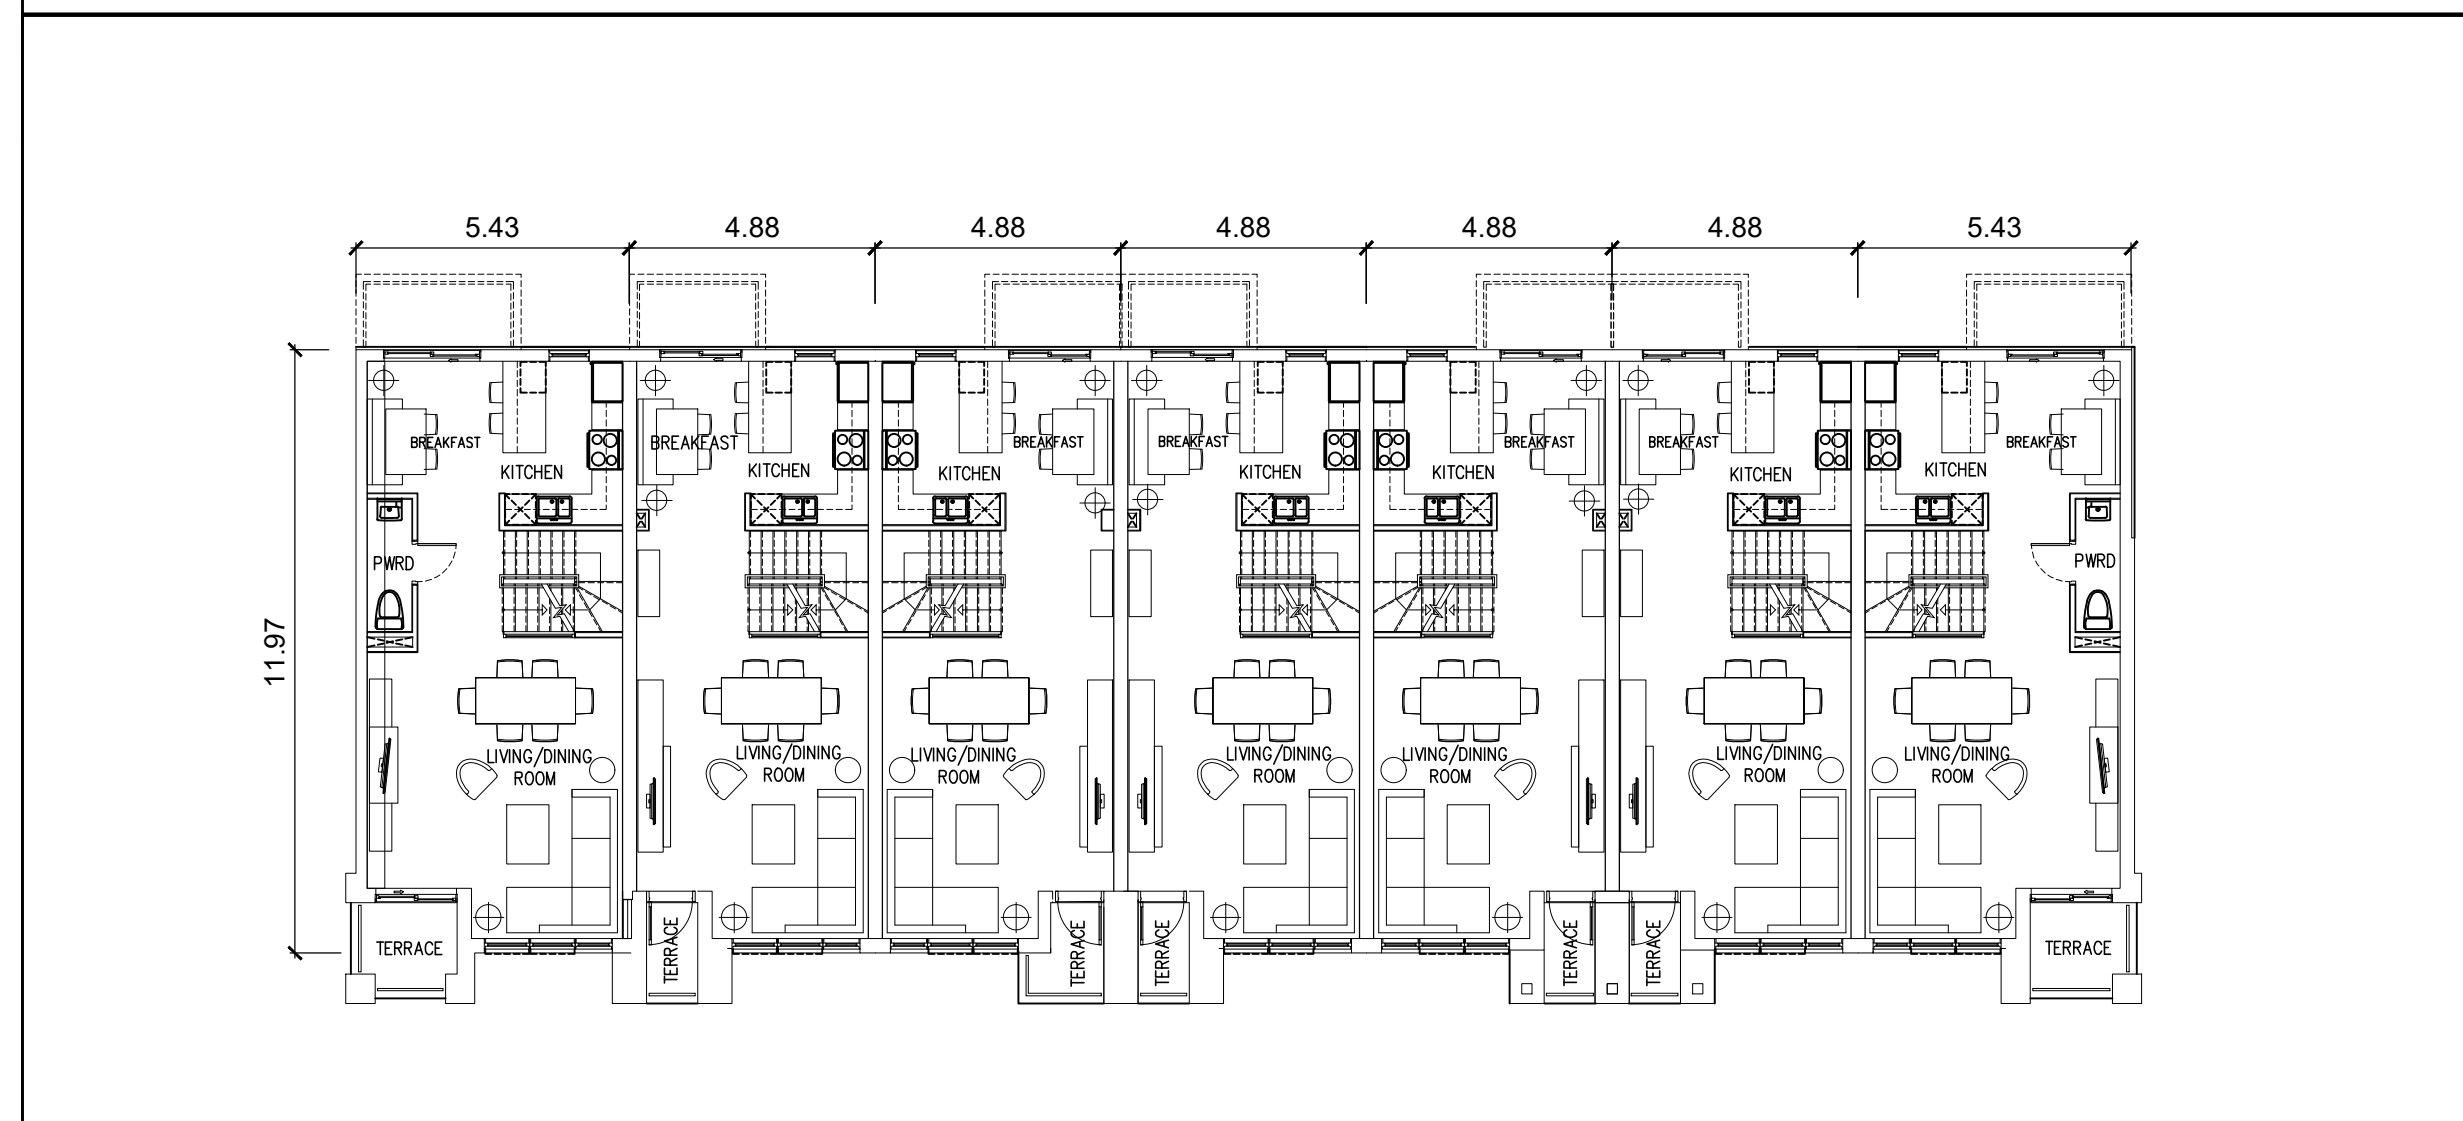 5.43 4.88 4.88 4.88 4.88 4.88 5.43
BREAKFAST BREAKFAST BREAKFAST BREAKFAST BREAKFAST BREAKFAST BREAKFAST
KITCHEN KITCHEN KITCHEN KITCHEN KITCHEN KITCHEN KITCHEN
PWRD PWRD
11.97
LIVING/DINING LIVING/DINING LIVING/DINING LIVING/DINING LIVING/DINING LIVING/DINING LIVING/DINING
ROOM ROOM ROOM ROOM ROOM ROOM ROOM
TERRACE TERRACE TERRACE TERRACE TERRACE TERRACE TERRACE